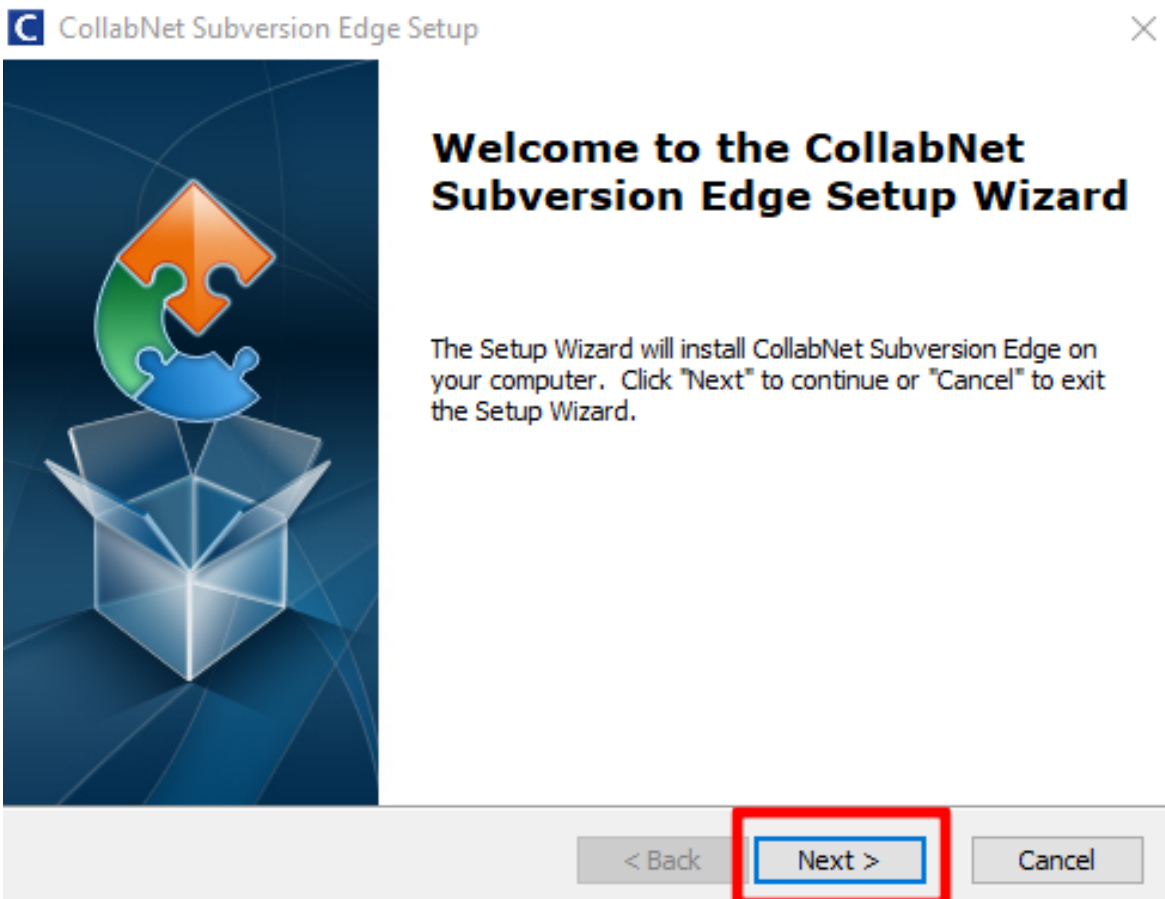 C CollabNet Subversion Edge Setup
Welcome to the CollabNet
Subversion Edge Setup Wizard
The Setup Wizard will install CollabNet Subversion Edge on
your computer. Click "Next" to continue or "Cancel" to exit
the Setup Wizard.
< Back Next > Cancel